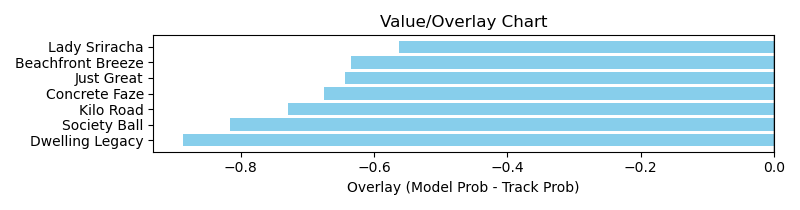 Value/Overlay Chart
Lady Sriracha
Beachfront Breeze
Just Great
Concrete Faze
Kilo Road
Society Ball
Dwelling Legacy
−0.8 −0.6 −0.4 −0.2 0.0
Overlay (Model Prob - Track Prob)